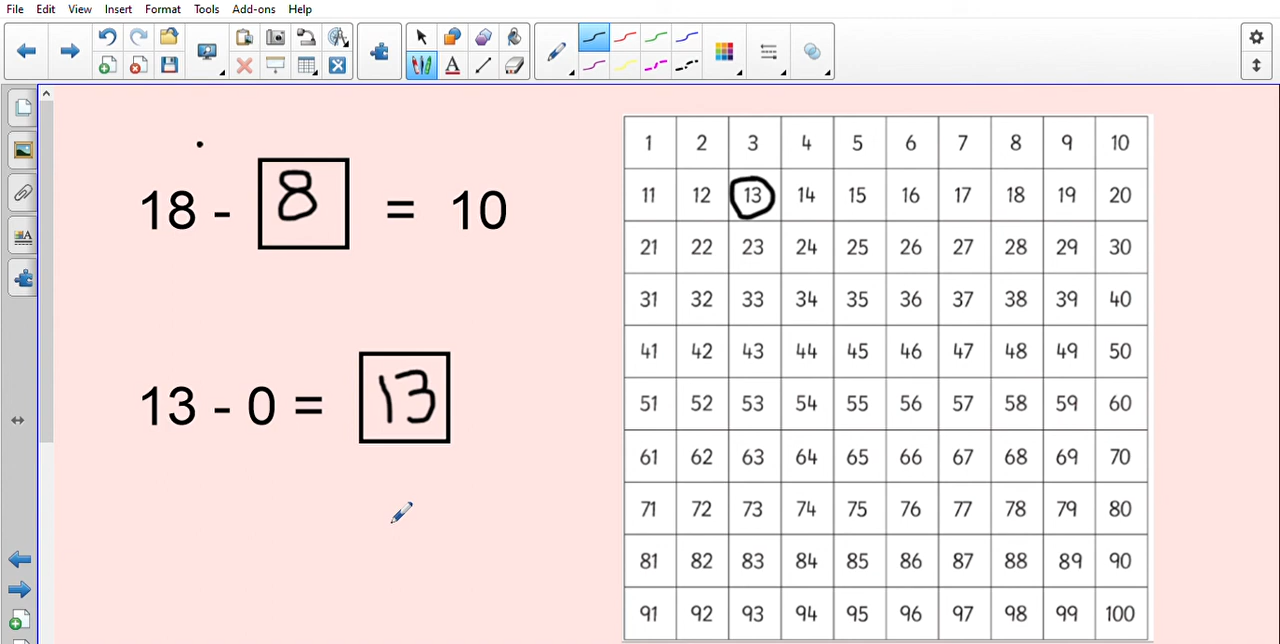 File Edit View Insert Format Tools Add-ons Help
18 - 8 = 10
13 - 0 = 13
1 2 3 4 5 6 7 8 9 10
11 12 13 14 15 16 17 18 19 20
21 22 23 24 25 26 27 28 29 30
31 32 33 34 35 36 37 38 39 40
41 42 43 44 45 46 47 48 49 50
51 52 53 54 55 56 57 58 59 60
61 62 63 64 65 66 67 68 69 70
71 72 73 74 75 76 77 78 79 80
81 82 83 84 85 86 87 88 89 90
91 92 93 94 95 96 97 98 99 100